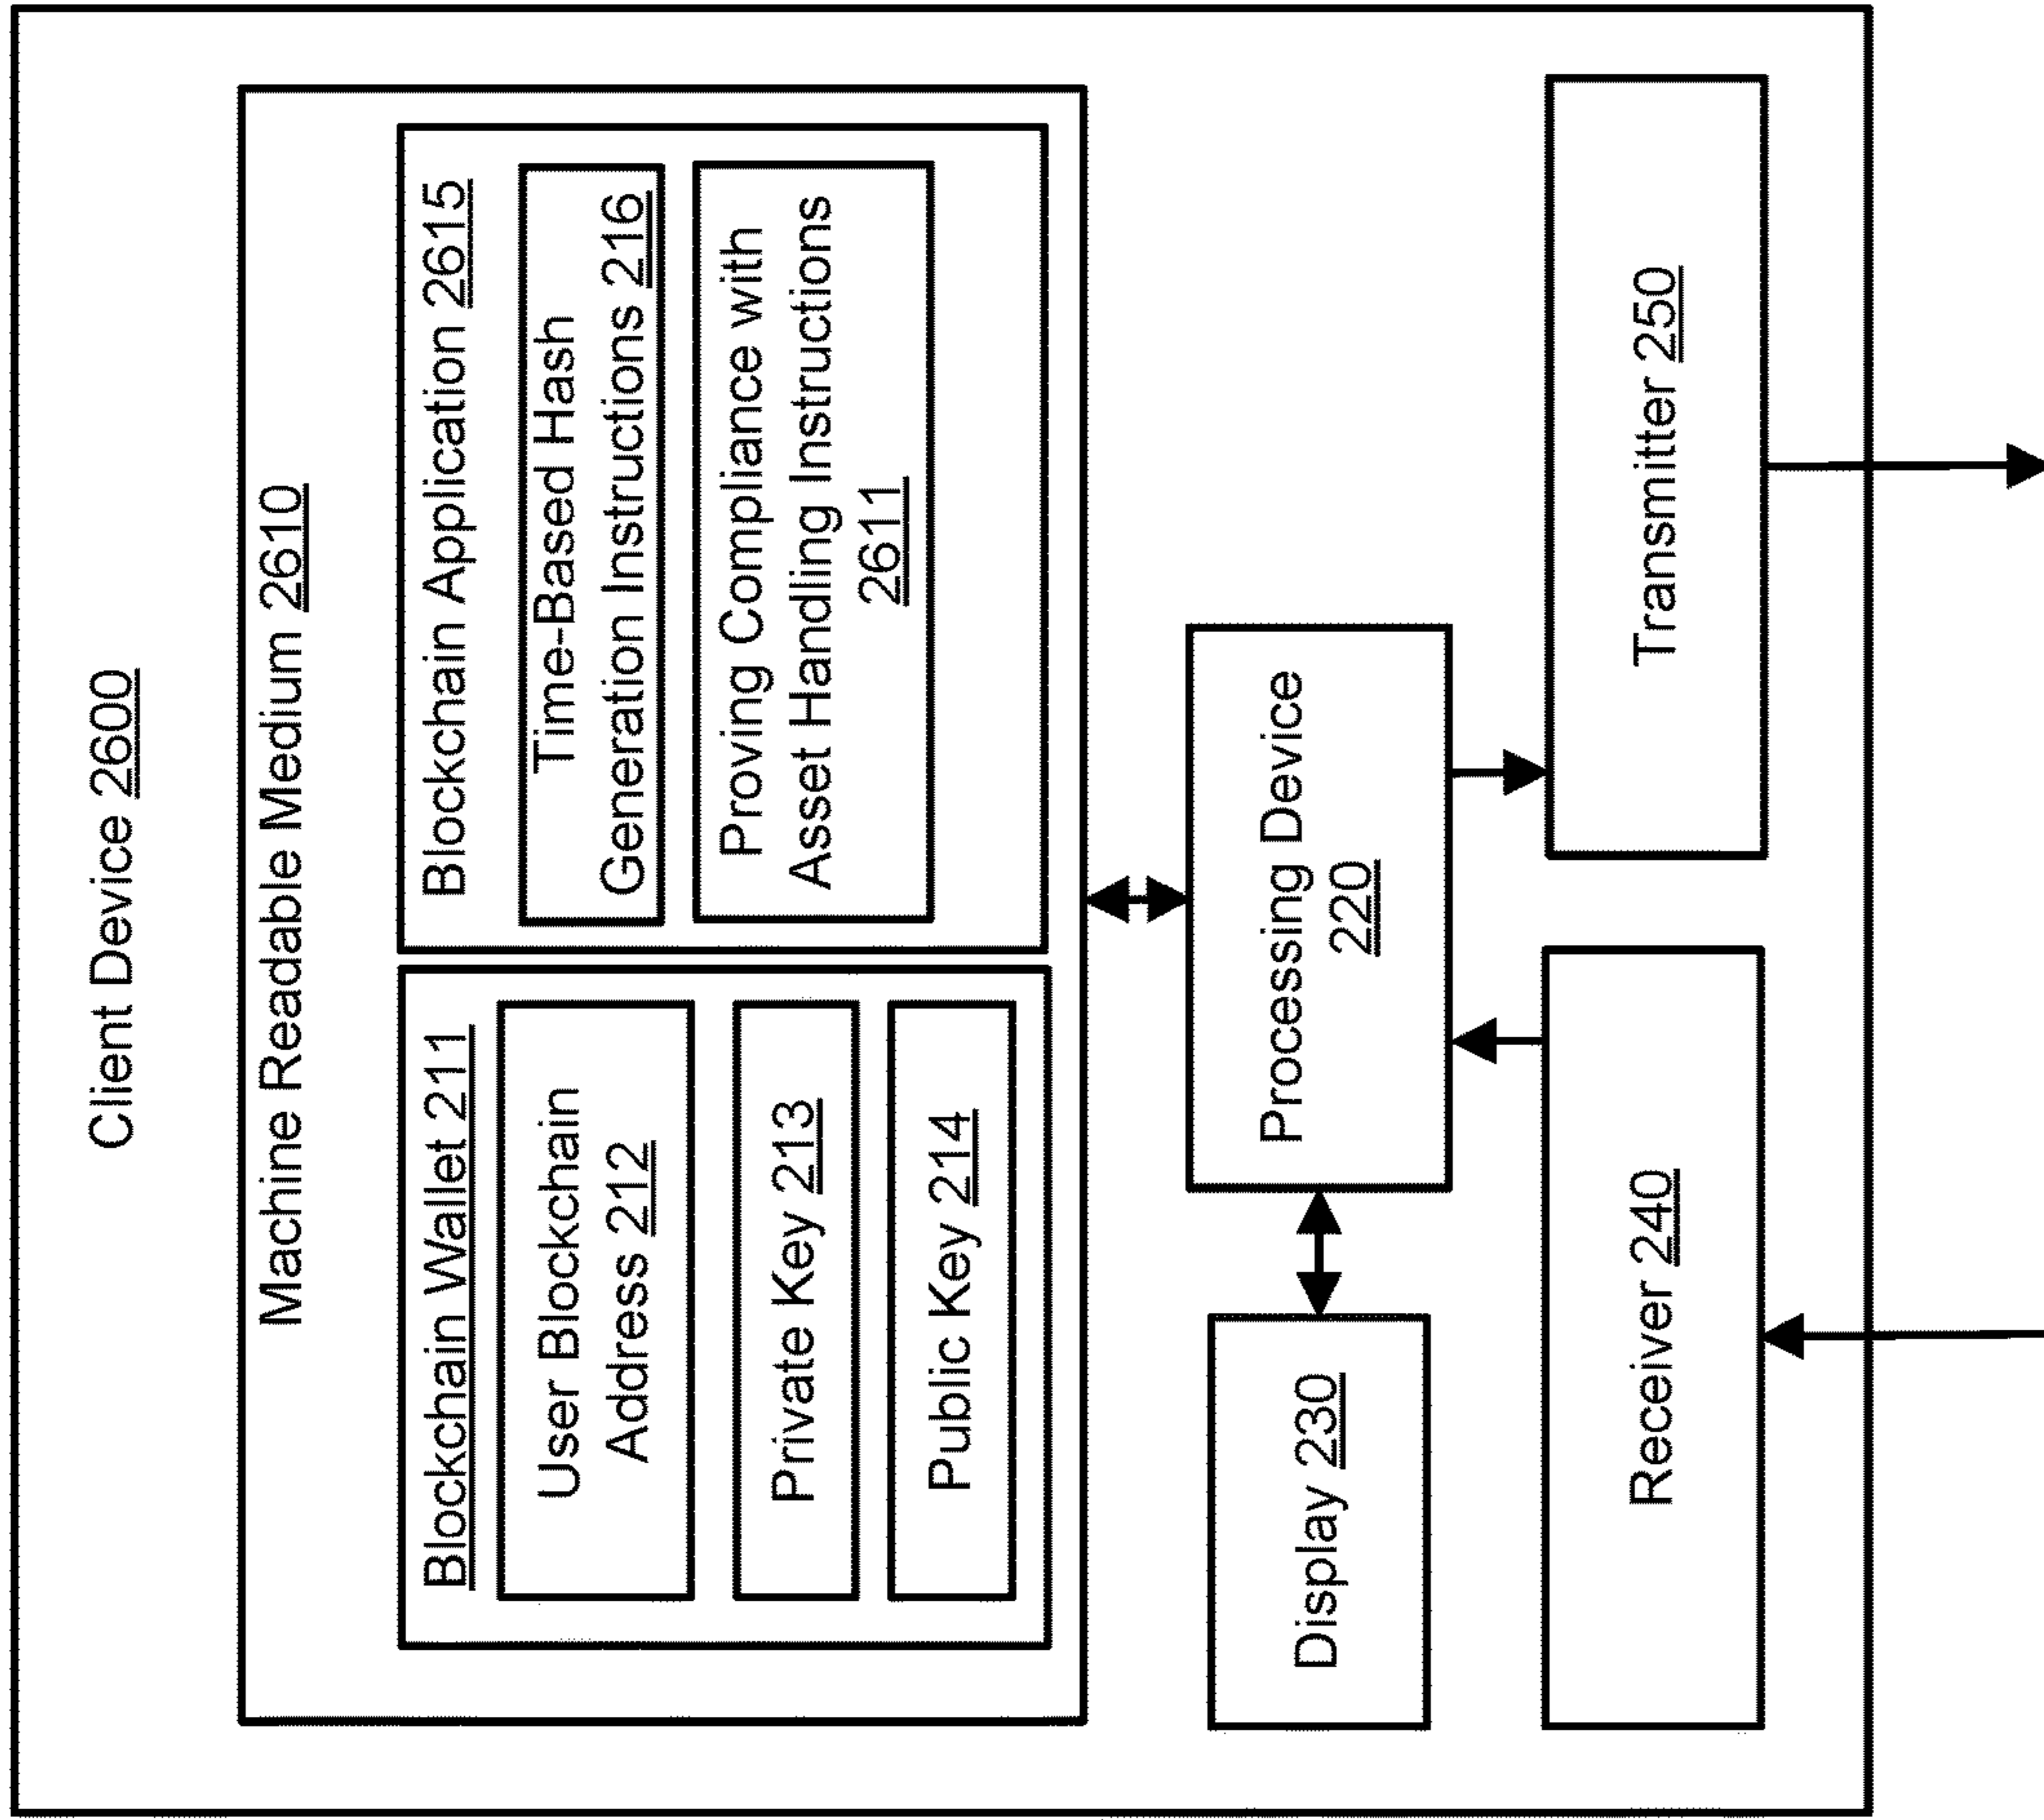 Client Device 2600
Machine Readable Medium 2610
Blockchain Wallet 211
User Blockchain
Address 212
Private Key 213
Public Key 214
Blockchain Application 2615
Time-Based Hash
Generation Instructions 216
Proving Compliance with
Asset Handling Instructions
2611
Display 230
Processing Device
220
Receiver 240
Transmitter 250